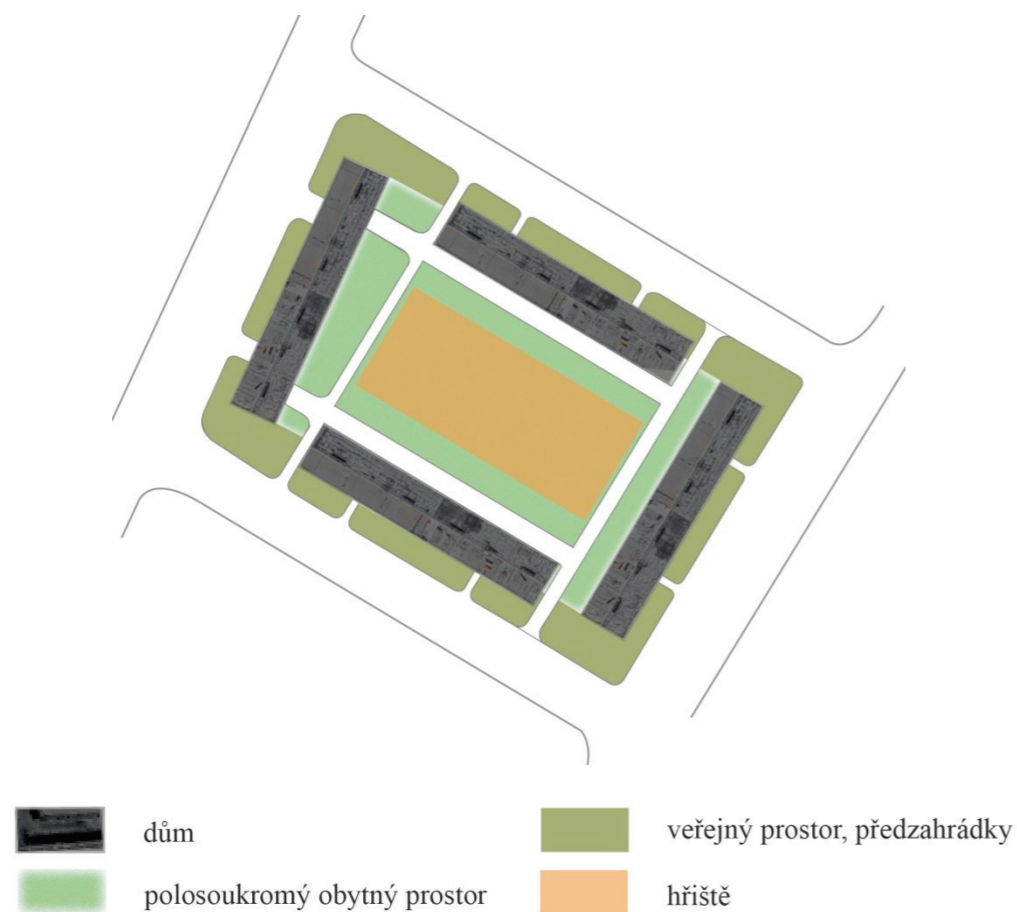 dům
veřejný prostor, předzahrádky
polosoukromý obytný prostor
hřiště